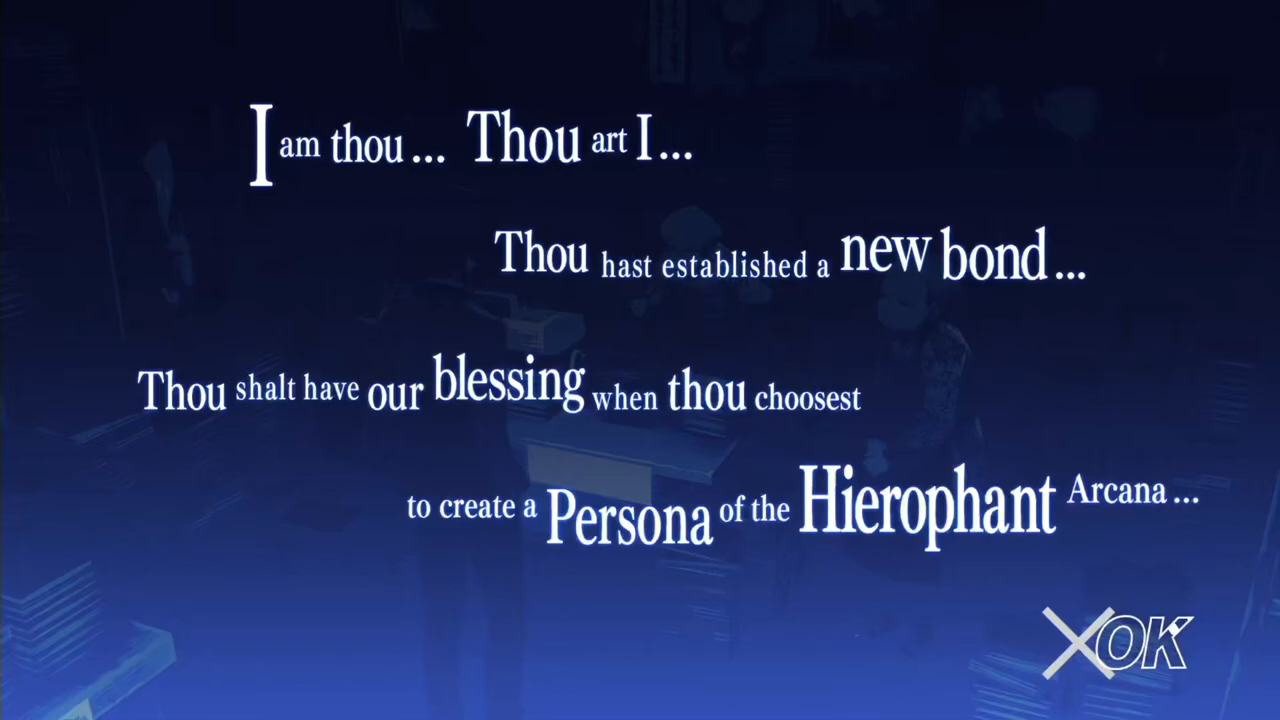 I am thou... Thou art I...
Thou hast established a new bond...
Thou shalt have our blessing when thou choosest
to create a Persona of the Hierophant Arcana...
OK